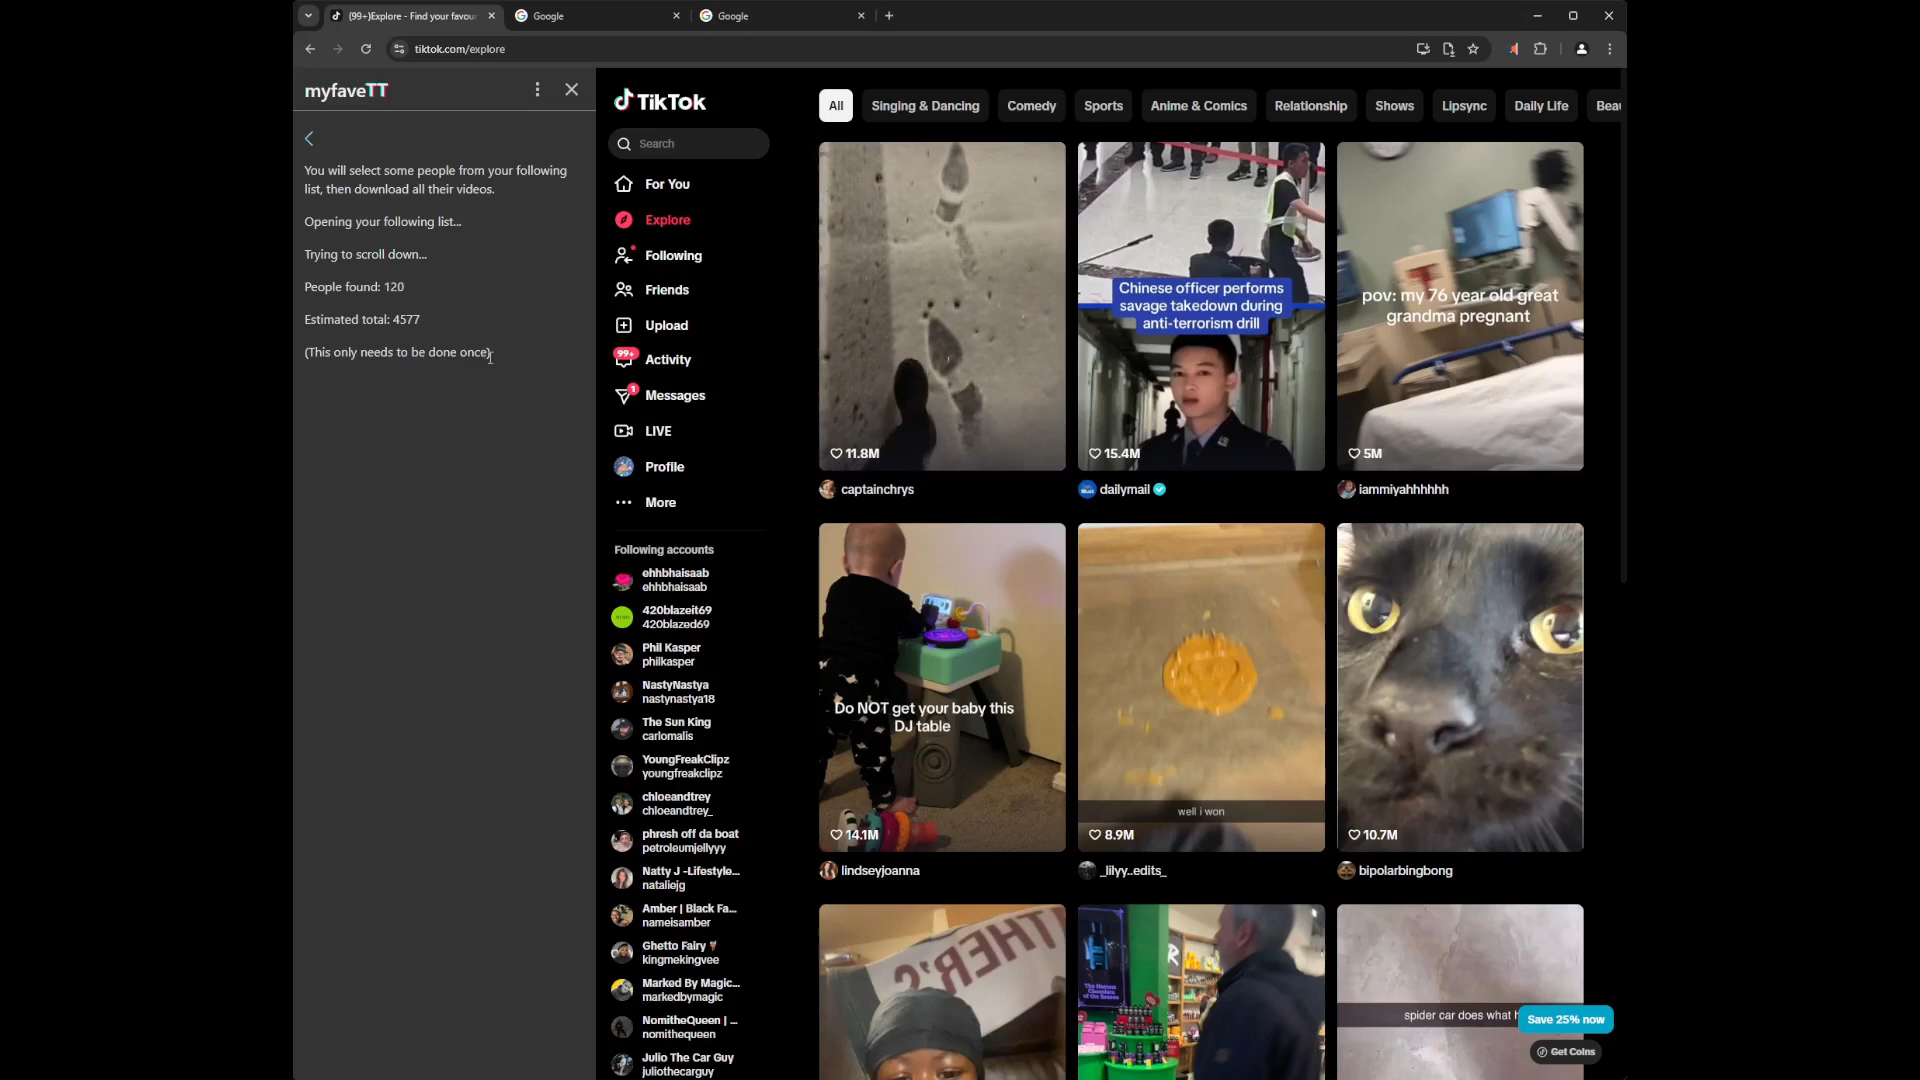 (99+)Explore - Find your favou
Google
Google
tiktok.com/explore
myfaveTT
You will select some people from your following
list, then download all their videos.
Opening your following list...
Trying to scroll down...
People found: 120
Estimated total: 4577
(This only needs to be done once)
TikTok
Search
For You
Explore
Following
Friends
Upload
99+
Activity
1
Messages
LIVE
Profile
More
Following accounts
ehhbhaisaab
ehhbhaisaab
420blazeit69
420blazed69
Phil Kasper
philkasper
NastyNastya
nastynastya18
The Sun King
carlomalis
YoungFreakClipz
youngfreakclipz
chloeandtrey
chloeandtrey_
phresh off da boat
petroleumjellyyy
Natty J -Lifestyle...
nataliejg
Amber | Black Fa...
nameisamber
Ghetto Fairy
kingmekingvee
Marked By Magic...
markedbymagic
NomitheQueen | ...
nomithequeen
Julio The Car Guy
juliothecarguy
All
Singing & Dancing
Comedy
Sports
Anime & Comics
Relationship
Shows
Lipsync
Daily Life
Beau
11.8M
captainchrys
Chinese officer performs
savage takedown during
anti-terrorism drill
15.4M
dailymail
pov: my 76 year old great
grandma pregnant
5M
iammiyahhhhhh
Do NOT get your baby this
DJ table
14.1M
lindseyjoanna
well i won
8.9M
_lilyy..edits_
10.7M
bipolarbingbong
THER'S
spider car does what
Save 25% now
Get Coins